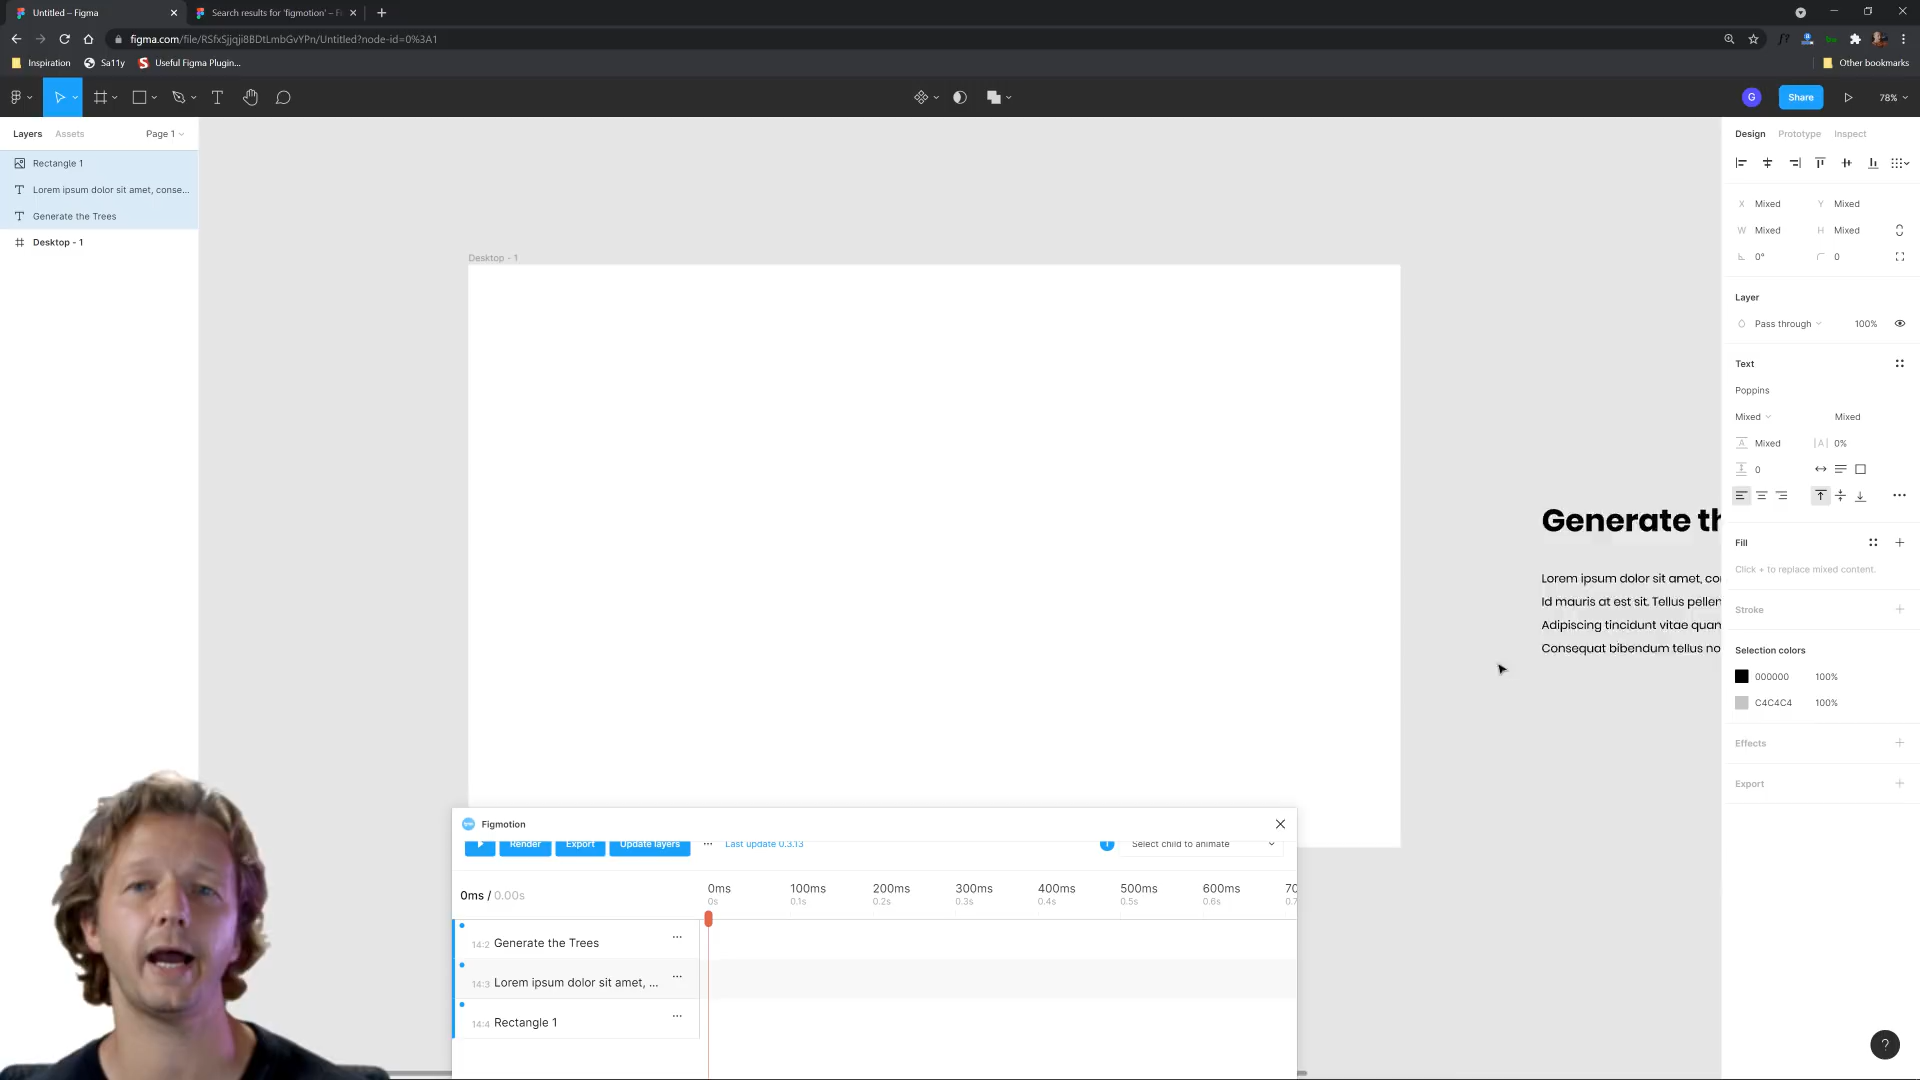 Untitled – Figma
Search results for 'figmotion' – Fi
figma.com/file/RSfxSjjqji8BDtLmbGvYPn/Untitled?node-id=0%3A1
Inspiration
Sa11y
Useful Figma Plugin...
Other bookmarks
G
Share
78%
Layers
Assets
Page 1
Design
Prototype
Inspect
Rectangle 1
Lorem ipsum dolor sit amet, conse...
Generate the Trees
Desktop - 1
X Mixed
Y Mixed
W Mixed
H Mixed
0°
0
Layer
Pass through
100%
Text
Poppins
Mixed
Mixed
Mixed
0%
0
Fill
Click + to replace mixed content.
Stroke
Selection colors
000000 100%
C4C4C4 100%
Effects
Export
Desktop - 1
Generate th
Lorem ipsum dolor sit amet, co
Id mauris at est sit. Tellus pellen
Adipiscing tincidunt vitae quam
Consequat bibendum tellus no
Figmotion
Render
Export
Update layers
Last update 0.3.13
Select child to animate
0ms / 0.00s
0ms 100ms 200ms 300ms 400ms 500ms 600ms 70
0s 0.1s 0.2s 0.3s 0.4s 0.5s 0.6s 0.7
14:2 Generate the Trees
14:3 Lorem ipsum dolor sit amet, ...
14:4 Rectangle 1
?